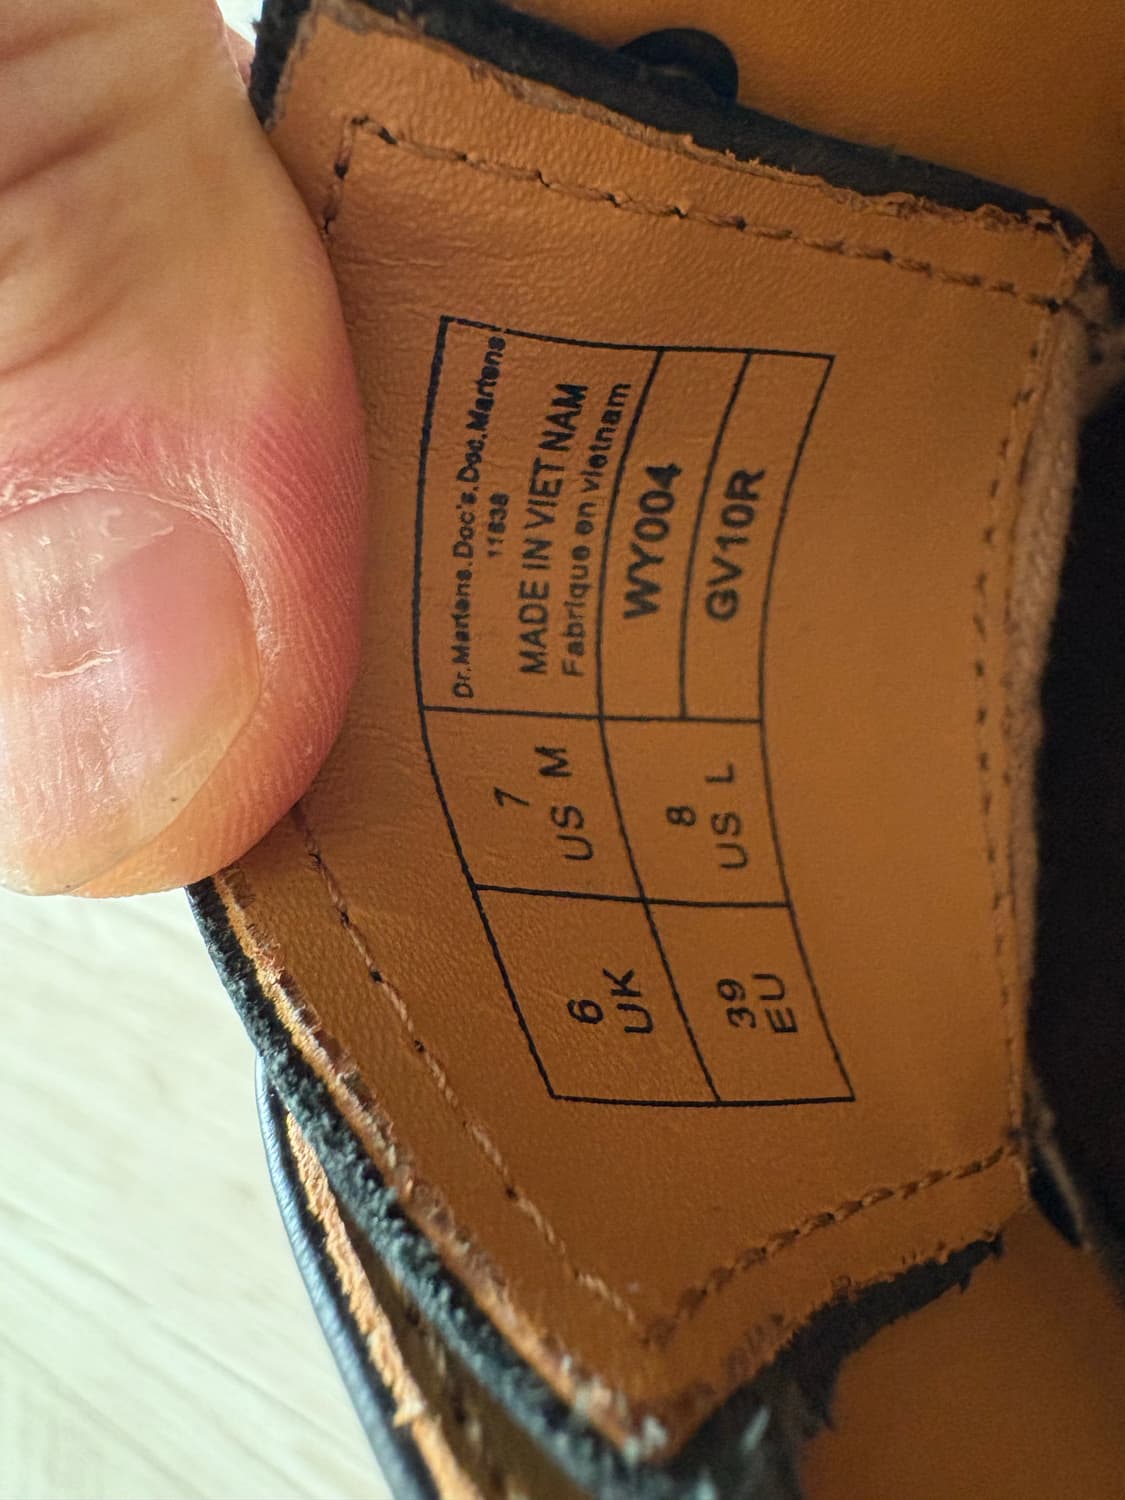 Dr.Martens.Doc's.Doc.Martens
11838
MADE IN VIET NAM
Fabrique en vietnam
WY004
GV10R
7
US M
8
US L
6
UK
39
EU